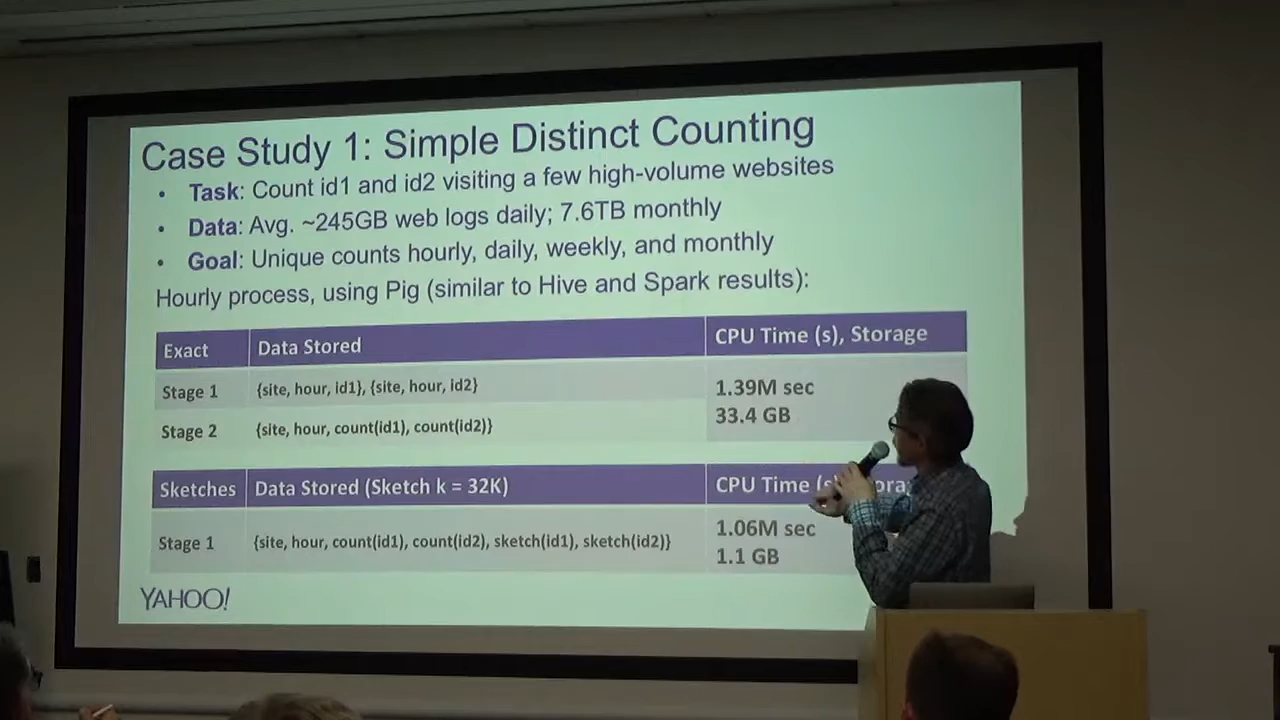 Case Study 1: Simple Distinct Counting
• Task: Count id1 and id2 visiting a few high-volume websites
• Data: Avg. ~245GB web logs daily; 7.6TB monthly
• Goal: Unique counts hourly, daily, weekly, and monthly
Hourly process, using Pig (similar to Hive and Spark results):
Exact Data Stored CPU Time (s), Storage
Stage 1 {site, hour, id1}, {site, hour, id2} 1.39M sec
33.4 GB
Stage 2 {site, hour, count(id1), count(id2)}
Sketches Data Stored (Sketch k = 32K) CPU Time
Stage 1 {site, hour, count(id1), count(id2), sketch(id1), sketch(id2)} 1.06M sec
1.1 GB
YAHOO!